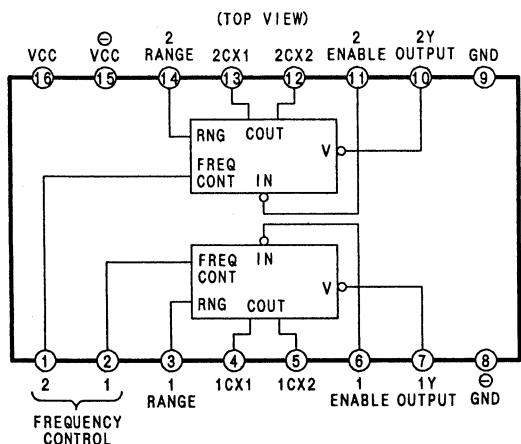 (TOP VIEW)
⊖ 2 2 2Y
VCC VCC RANGE 2CX1 2CX2 ENABLE OUTPUT GND
16 15 14 13 12 11 10 9
RNG COUT
V
FREQ
CONT IN
FREQ IN
CONT
V
RNG COUT
1 2 3 4 5 6 7 8
2 1 1 1CX1 1CX2 1 1Y ⊖
RANGE ENABLE OUTPUT GND
FREQUENCY
CONTROL